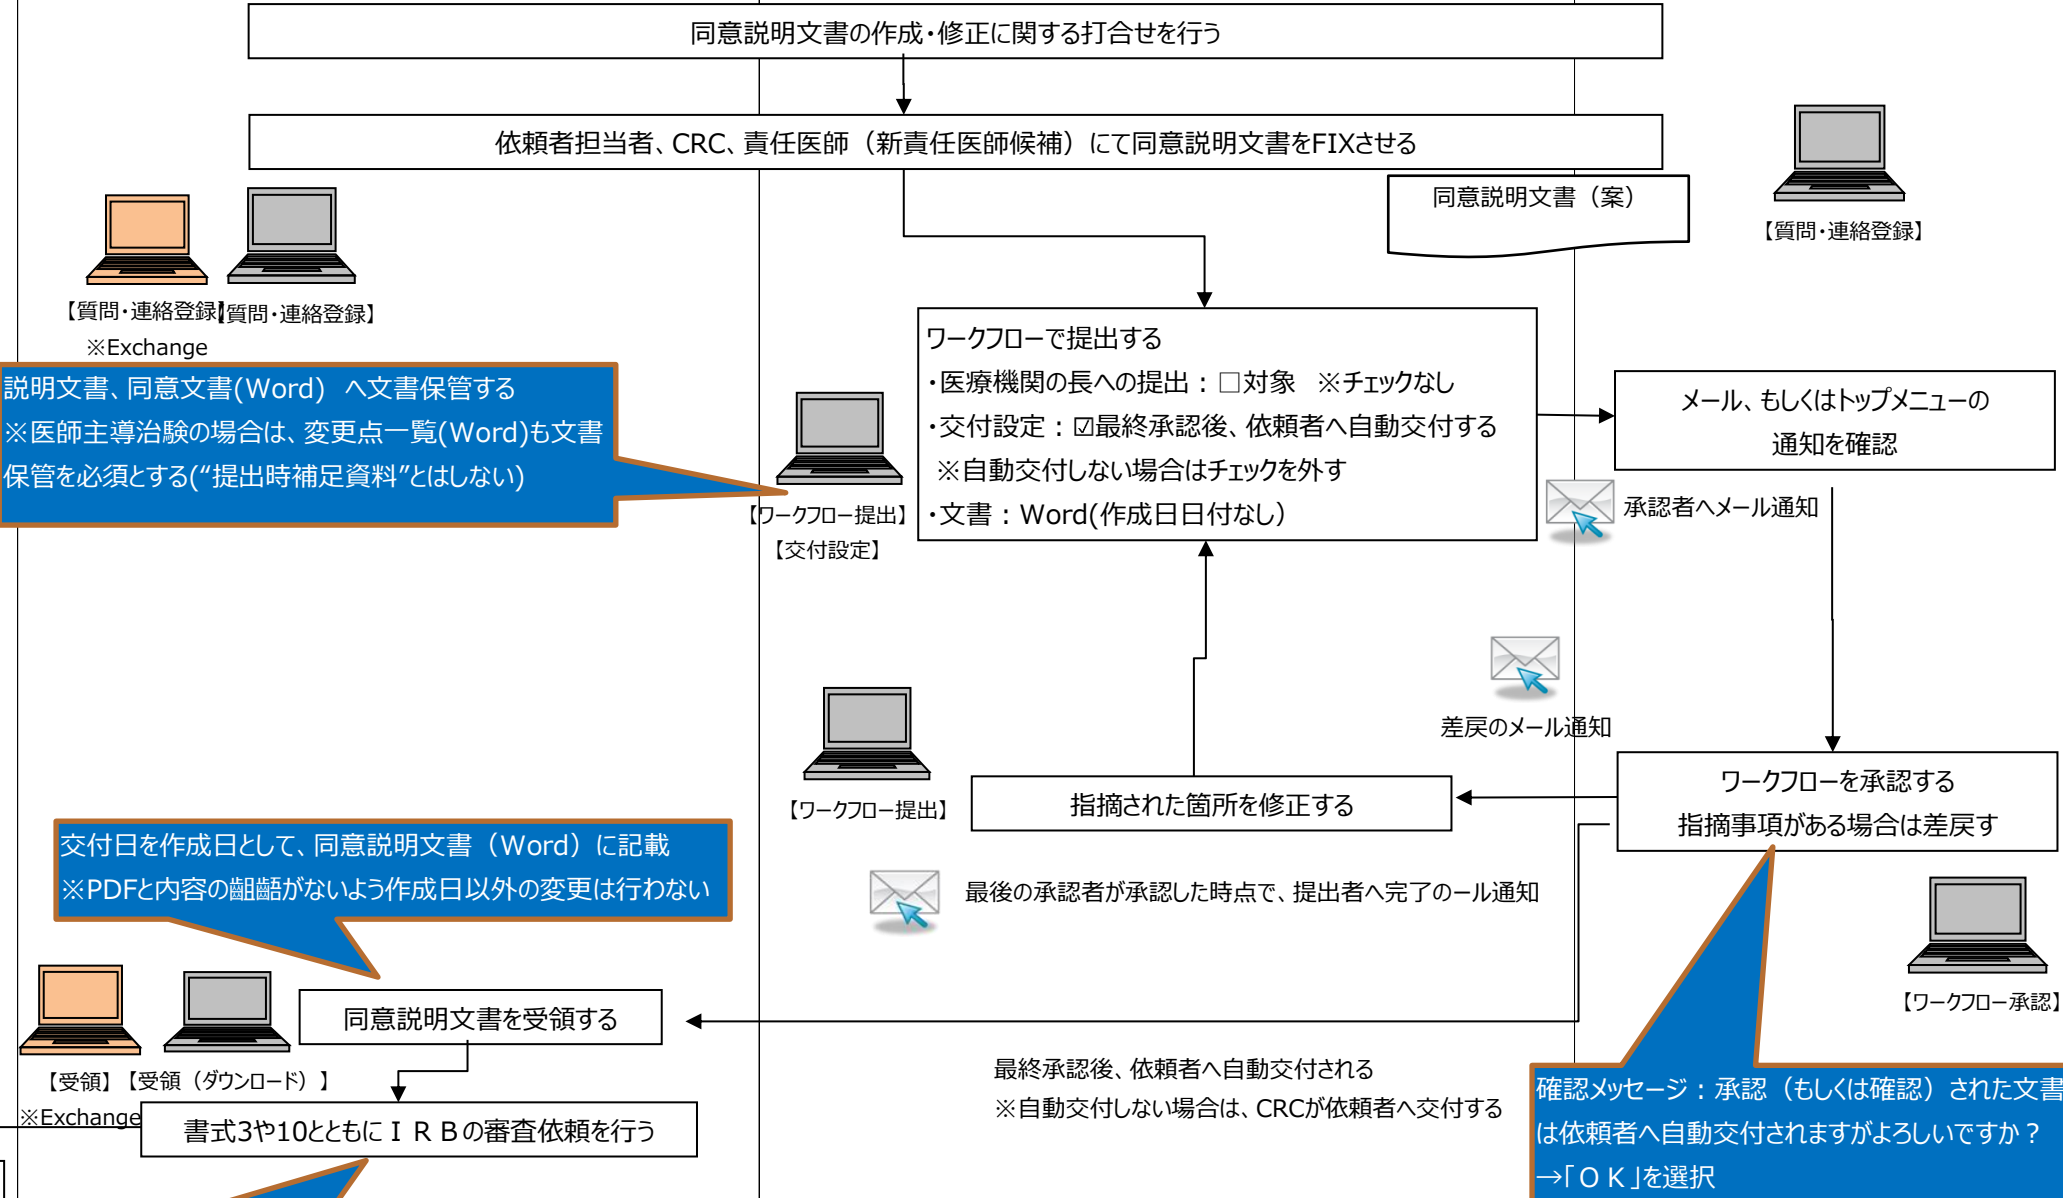 同意説明文書の作成・修正に関する打合せを行う
依頼者担当者、CRC、責任医師（新責任医師候補）にて同意説明文書をFIXさせる
同意説明文書（案）
【質問・連絡登録】
【質問・連絡登録】
※Exchange
【質問・連絡登録】
説明文書、同意文書(Word) へ文書保管する
※医師主導治験の場合は、変更点一覧(Word)も文書
保管を必須とする(“提出時補足資料”とはしない)
【ワークフロー提出】
【交付設定】
ワークフローで提出する
・医療機関の長への提出：□対象　※チェックなし
・交付設定：☑最終承認後、依頼者へ自動交付する
※自動交付しない場合はチェックを外す
・文書：Word(作成日日付なし）
メール、もしくはトップメニューの
通知を確認
承認者へメール通知
差戻のメール通知
【ワークフロー提出】
指摘された箇所を修正する
ワークフローを承認する
指摘事項がある場合は差戻す
交付日を作成日として、同意説明文書（Word）に記載
※PDFと内容の齟齬がないよう作成日以外の変更は行わない
最後の承認者が承認した時点で、提出者へ完了のール通知
【ワークフロー承認】
同意説明文書を受領する
【受領】
※Exchange
【受領（ダウンロード）】
最終承認後、依頼者へ自動交付される
※自動交付しない場合は、CRCが依頼者へ交付する
書式3や10とともにＩＲＢの審査依頼を行う
確認メッセージ：承認（もしくは確認）された文書
は依頼者へ自動交付されますがよろしいですか？
→「ＯＫ」を選択